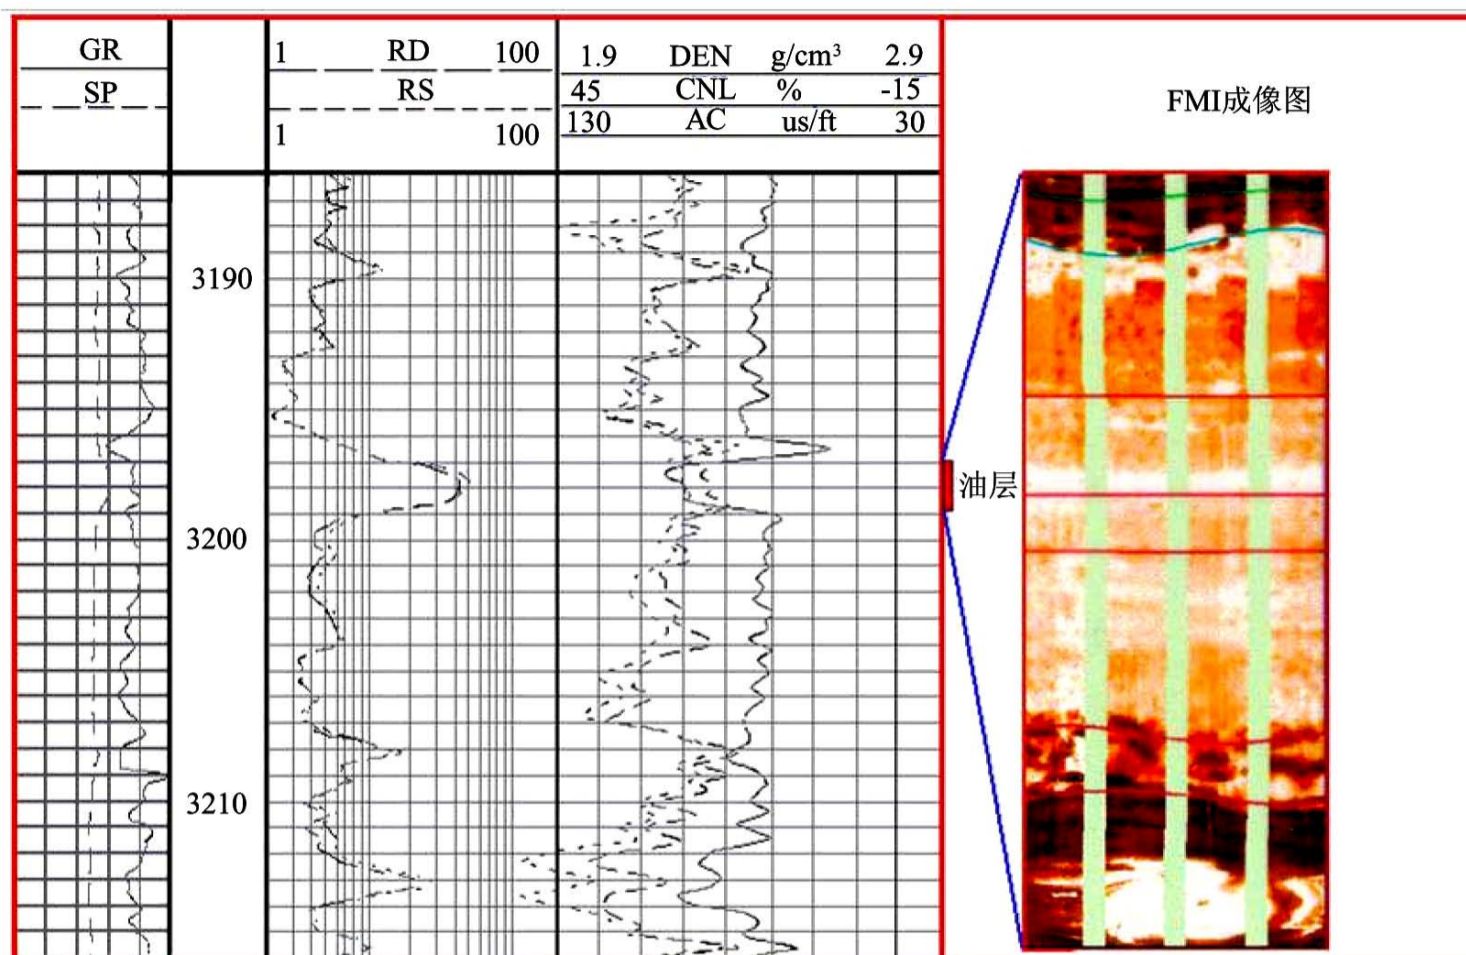 GR
SP
1 RD 100
RS
1 100
1.9 DEN g/cm³ 2.9
45 CNL % -15
130 AC us/ft 30
FMI成像图
3190
油层
3200
3210